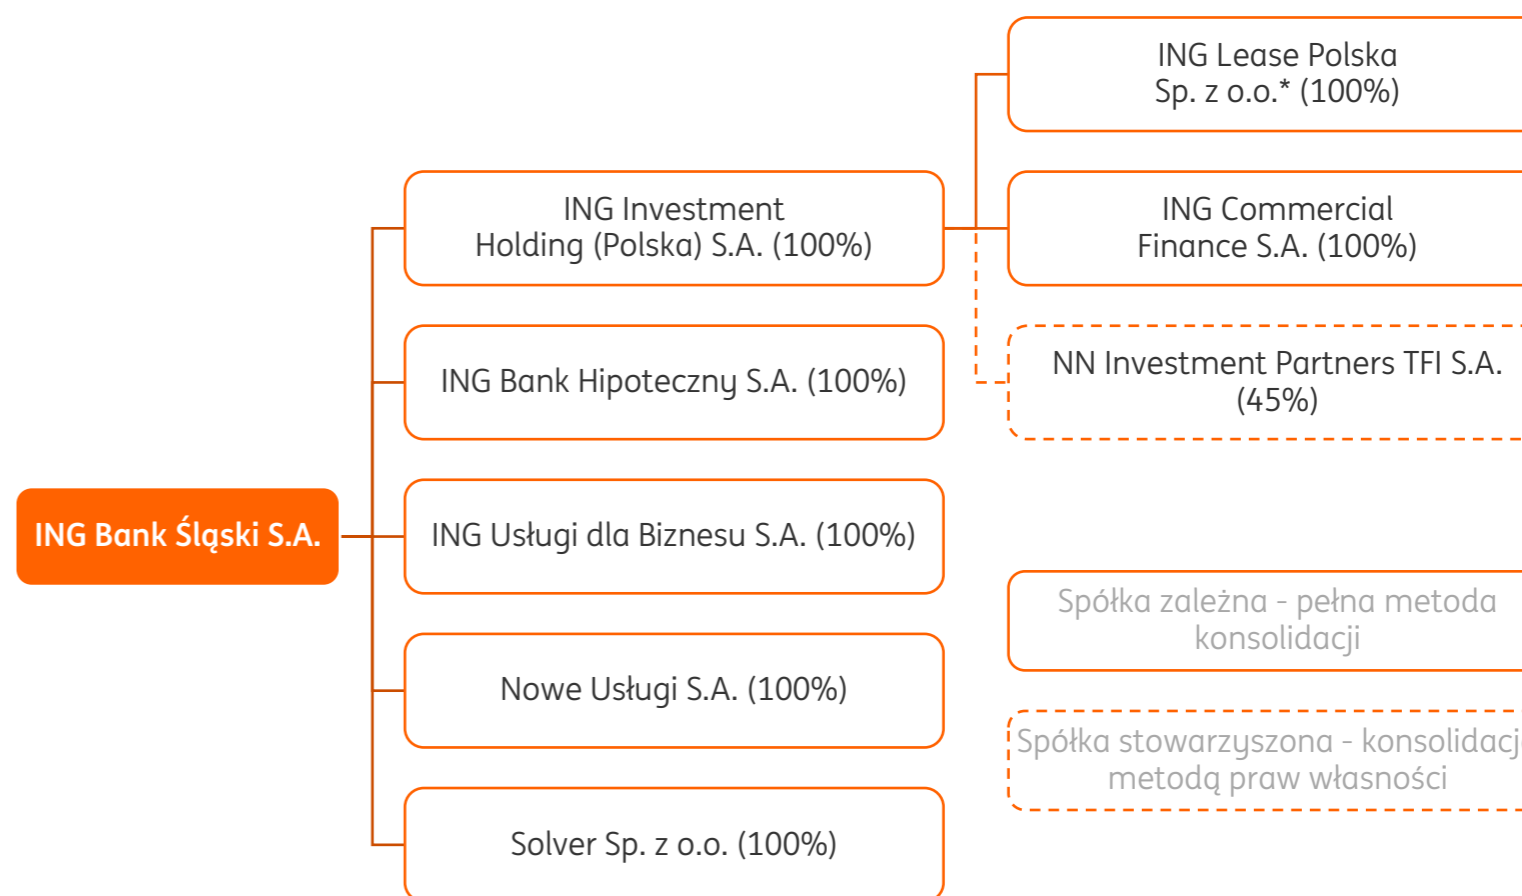 ING Lease Polska
Sp. z o.o.* (100%)
ING Investment
Holding (Polska) S.A. (100%)
ING Commercial
Finance S.A. (100%)
ING Bank Hipoteczny S.A. (100%)
NN Investment Partners TFI S.A.
(45%)
ING Bank Śląski S.A.
ING Usługi dla Biznesu S.A. (100%)
Spółka zależna - pełna metoda
konsolidacji
Nowe Usługi S.A. (100%)
Spółka stowarzyszona -
metodą praw własności
Solver Sp. z o.o. (100%)